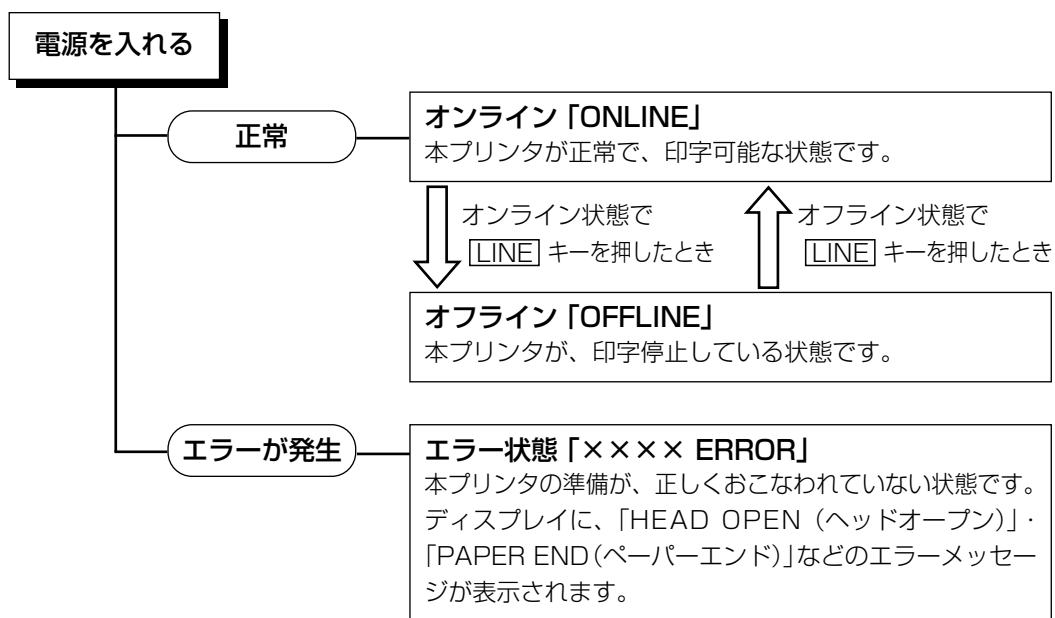 電源を入れる
正常
オンライン「ONLINE」
本プリンタが正常で、印字可能な状態です。
オンライン状態で
LINE キーを押したとき
オフライン状態で
LINE キーを押したとき
オフライン「OFFLINE」
本プリンタが、印字停止している状態です。
エラーが発生
エラー状態「×××× ERROR」
本プリンタの準備が、正しくおこなわれていない状態です。
ディスプレイに、「HEAD OPEN（ヘッドオープン）」・
「PAPER END（ペーパーエンド）」などのエラーメッセー
ジが表示されます。